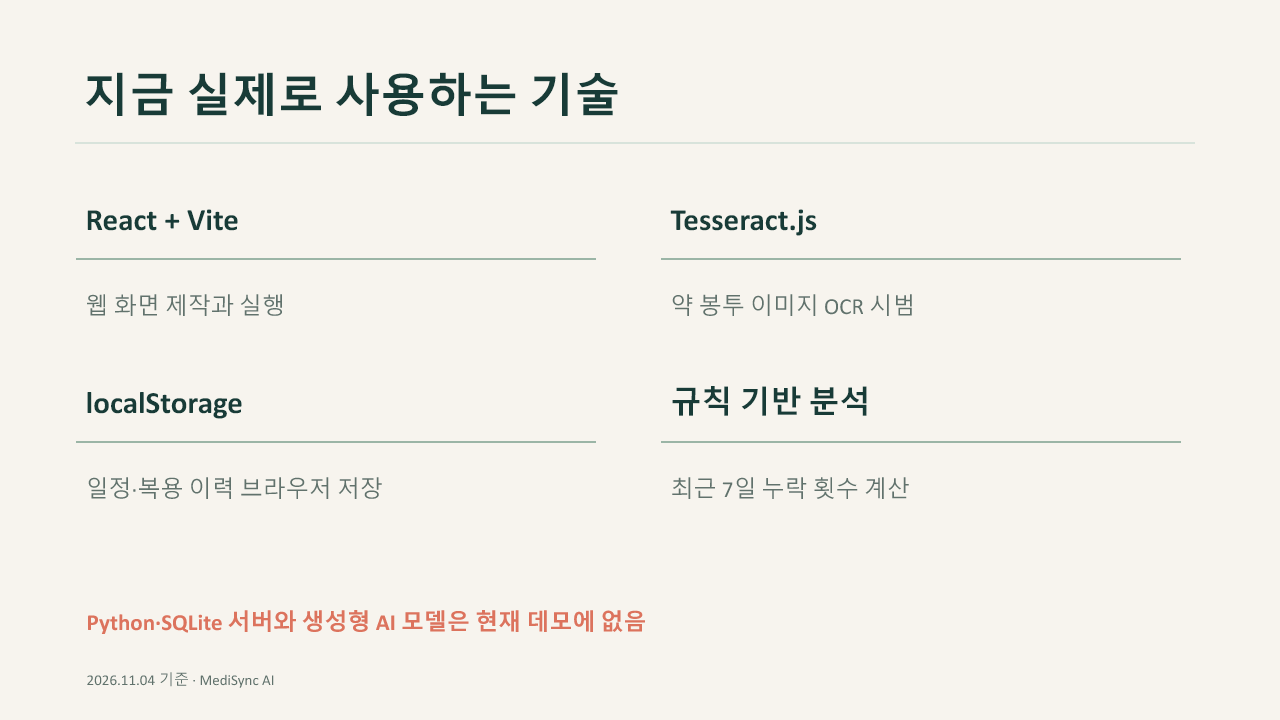 지금 실제로 사용하는 기술
React + Vite
웹 화면 제작과 실행
Tesseract.js
약 봉투 이미지 OCR 시범
localStorage
일정·복용 이력 브라우저 저장
규칙 기반 분석
최근 7일 누락 횟수 계산
Python·SQLite 서버와 생성형 AI 모델은 현재 데모에 없음
2026.11.04 기준 · MediSync AI